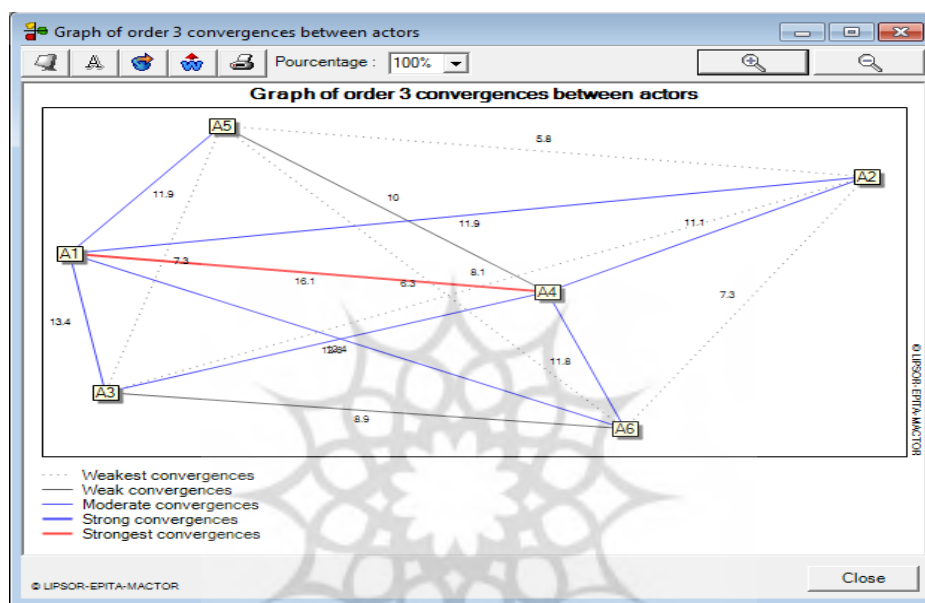 Graph of order 3 convergences between actors
Pourcentage : 100%
Graph of order 3 convergences between actors
A5
5.8
A2
11.9
10
11.9
11.1
A1
7.3
16.1
6.3
8.1
A4
7.3
13.4
11.8
A3
8.9
A6
Weakest convergences
Weak convergences
Moderate convergences
Strong convergences
Strongest convergences
© LIPSOR-EPITA-MACTOR
© LIPSOR-EPITA-MACTOR
Close